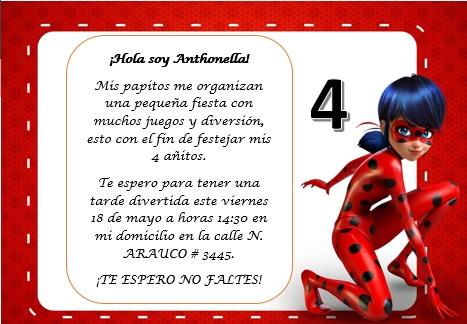 ¡Hola soy Anthonella!
Mis papitos me organizan
una pequeña fiesta con
muchos juegos y diversión,
esto con el fin de festejar mis
4 añitos.
Te espero para tener una
tarde divertida este viernes
18 de mayo a horas 14:30 en
mi domicilio en la calle N.
ARAUCO # 3445.
¡TE ESPERO NO FALTES!
4